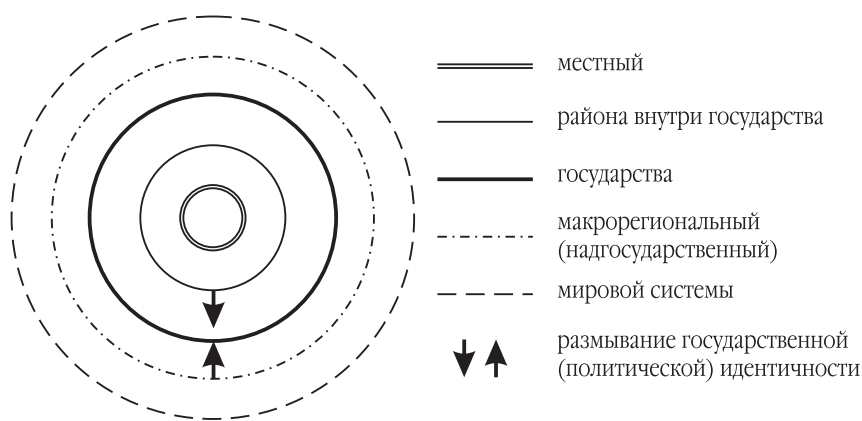 местный
района внутри государства
государства
макрорегиональный
(надгосударственный)
мировой системы
размывание государственной
(политической) идентичности